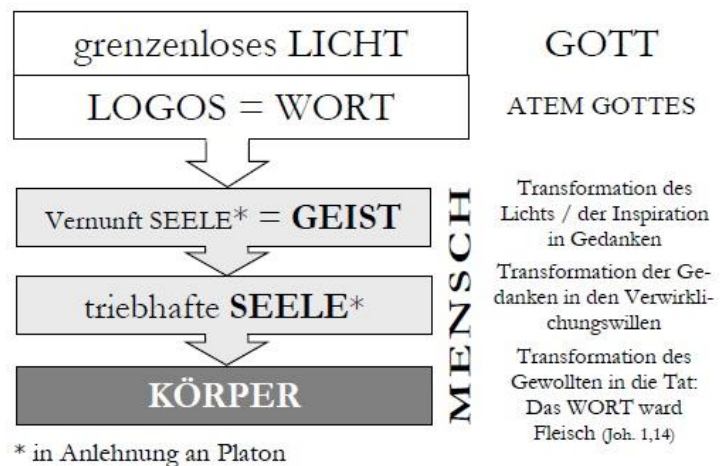 grenzenloses LICHT
GOTT
LOGOS = WORT
ATEM GOTTES
Vernunft SEELE* = GEIST
triebhafte SEELE*
KÖRPER
MENSCH
Transformation des
Lichts / der Inspiration
in Gedanken
Transformation der Ge-
danken in den Verwirkli-
chungswillen
Transformation des
Gewollten in die Tat:
Das WORT ward
Fleisch (Joh. 1,14)
* in Anlehnung an Platon